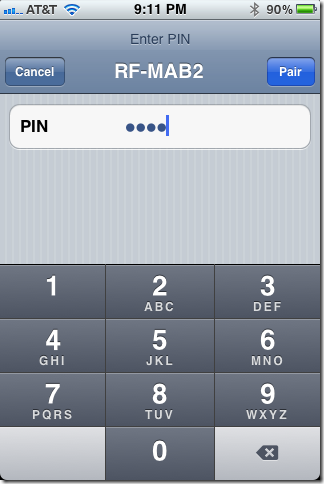 AT&T 9:11 PM 90%
Enter PIN
Cancel RF-MAB2 Pair
PIN ••••
1 2 3
ABC DEF
4 5 6
GHI JKL MNO
7 8 9
PQRS TUV WXYZ
0